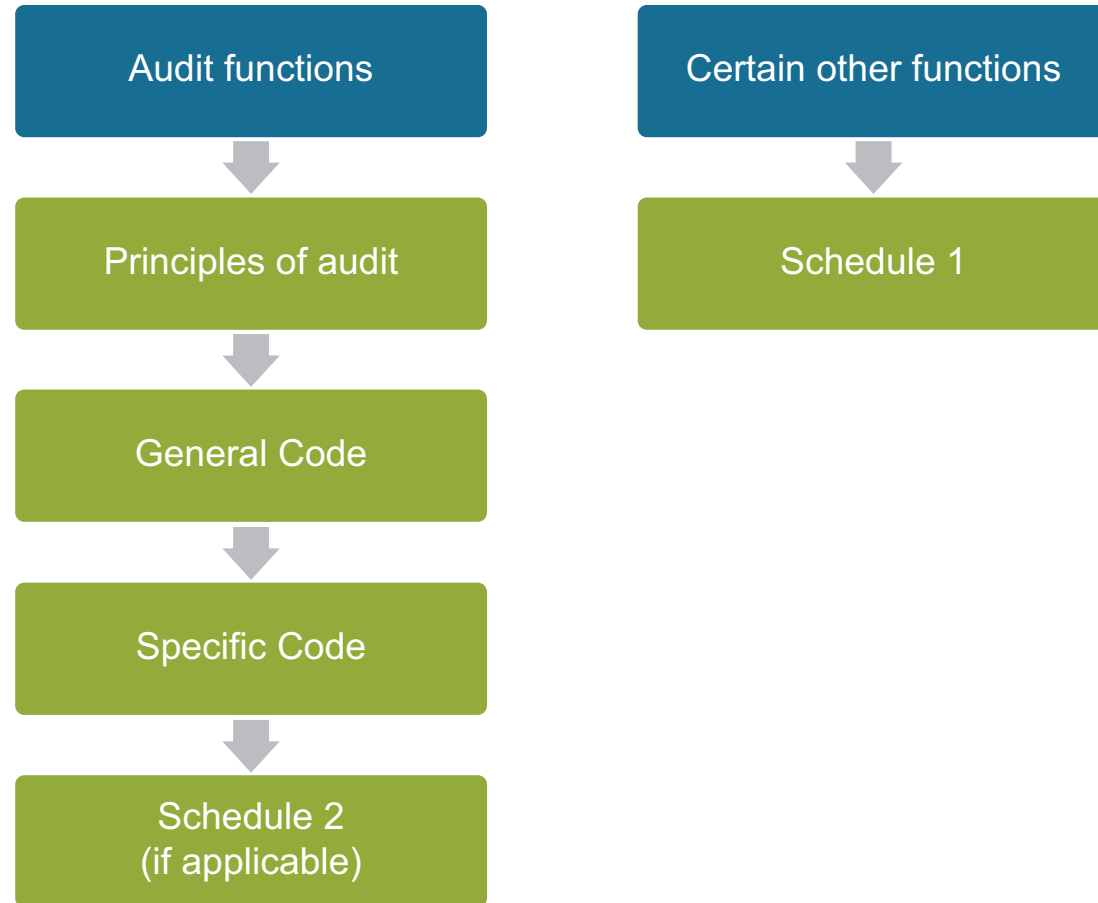 Audit functions
Principles of audit
General Code
Specific Code
Schedule 2
(if applicable)
Certain other functions
Schedule 1